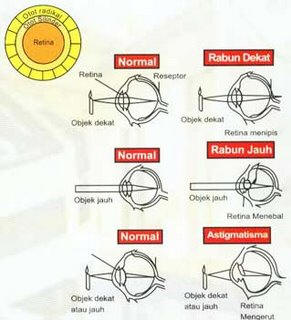 Otot radikal
Otot Sirkular
Retina
Normal
Rabun Dekat
Retina
Reseptor
Objek dekat
Objek dekat
Retina menipis
Normal
Rabun Jauh
Objek jauh
Objek jauh
Retina Menebal
Normal
Astigmatisma
Objek dekat
atau jauh
Objek dekat
atau jauh
Retina
Mengerut